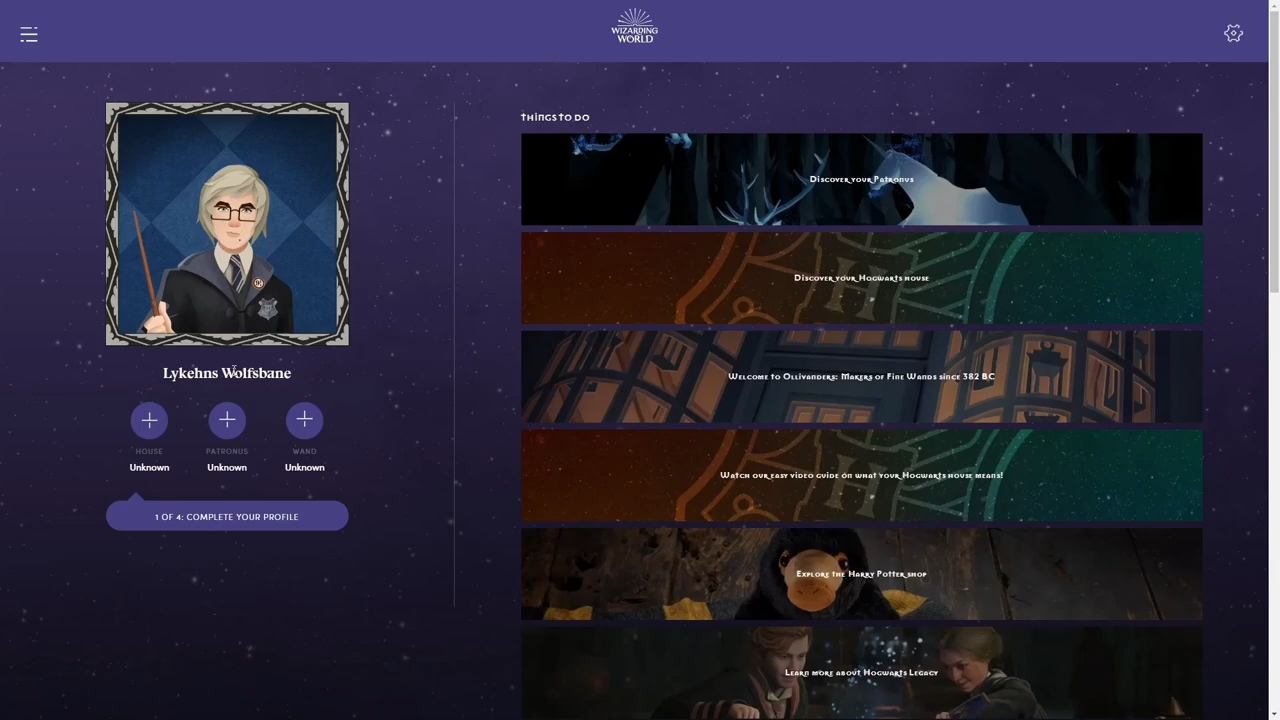 WIZARDING
WORLD
THINGS TO DO
Discover your Patronus
Discover your Hogwarts house
Welcome to Ollivanders: Makers of Fine Wands since 382 BC
Watch our easy video guide on what your Hogwarts house means!
Explore the Harry Potter shop
Learn more about Hogwarts Legacy
Lykehns Wolfsbane
HOUSE PATRONUS WAND
Unknown Unknown Unknown
1 OF 4: COMPLETE YOUR PROFILE